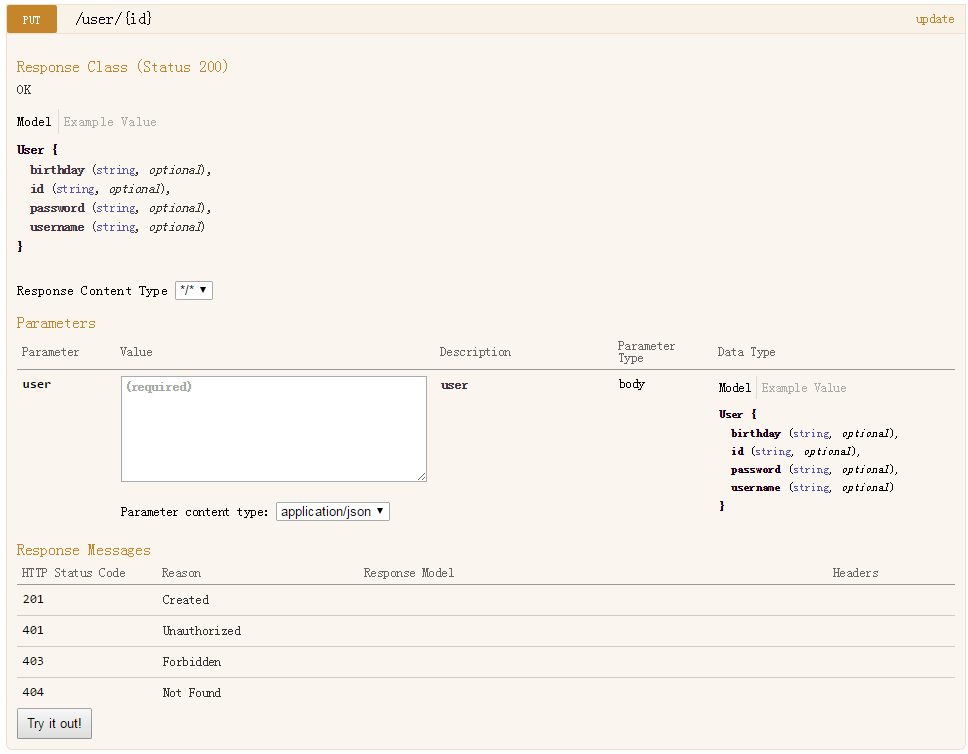 PUT /user/{id} update
Response Class (Status 200)
OK
Model Example Value
User {
birthday (string, optional),
id (string, optional),
password (string, optional),
username (string, optional)
}
Response Content Type */*
Parameters
Parameter Value Description Parameter Type Data Type
user (required) user body Model Example Value
User {
birthday (string, optional),
id (string, optional),
password (string, optional),
username (string, optional)
}
Parameter content type: application/json
Response Messages
HTTP Status Code Reason Response Model Headers
201 Created
401 Unauthorized
403 Forbidden
404 Not Found
Try it out!